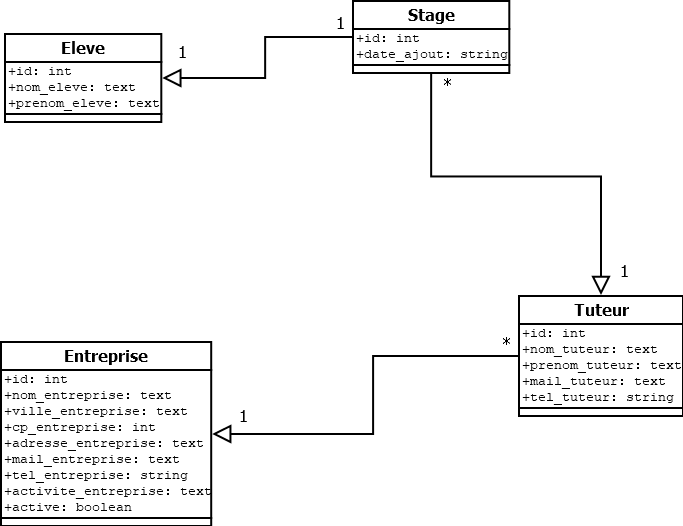 Stage
+id: int
+date_ajout: string
1
*
Eleve
+id: int
+nom_eleve: text
+prenom_eleve: text
1
1
Tuteur
+id: int
+nom_tuteur: text
+prenom_tuteur: text
+mail_tuteur: text
+tel_tuteur: string
*
Entreprise
+id: int
+nom_entreprise: text
+ville_entreprise: text
+cp_entreprise: int
+adresse_entreprise: text
+mail_entreprise: text
+tel_entreprise: string
+activite_entreprise: text
+active: boolean
1